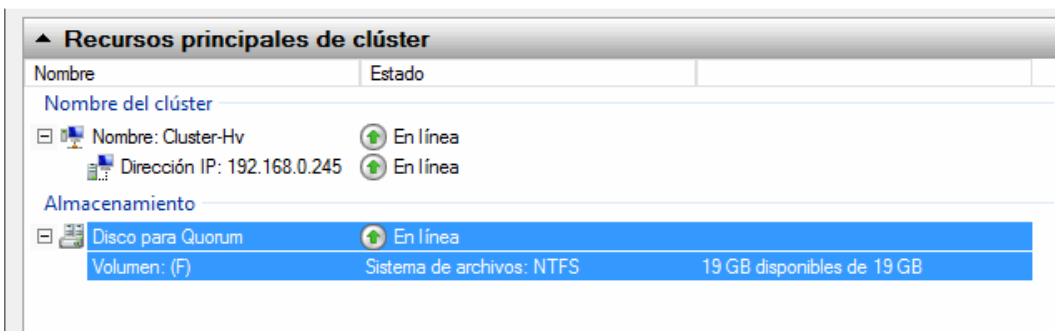 Recursos principales de clúster
Nombre Estado
Nombre del clúster
Nombre: Cluster-Hv En línea
Dirección IP: 192.168.0.245 En línea
Almacenamiento
Disco para Quorum En línea
Volumen: (F) Sistema de archivos: NTFS 19 GB disponibles de 19 GB